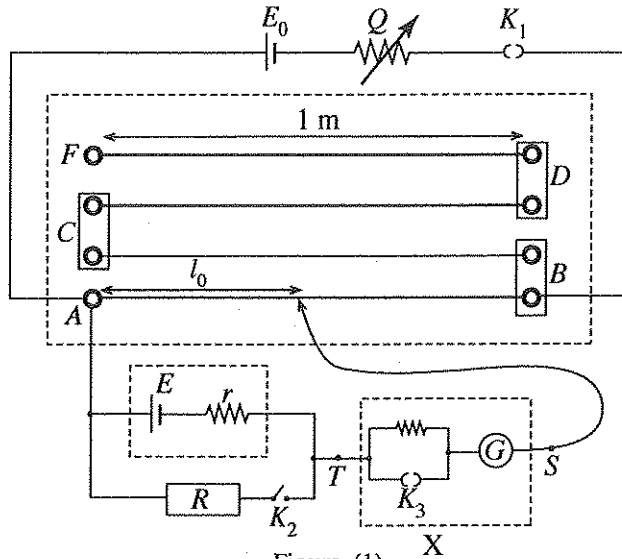 E₀ Q K₁
1 m
F D
C
l₀ B
A
E r
T G S
R K₂ K₃
X
Figure (1)